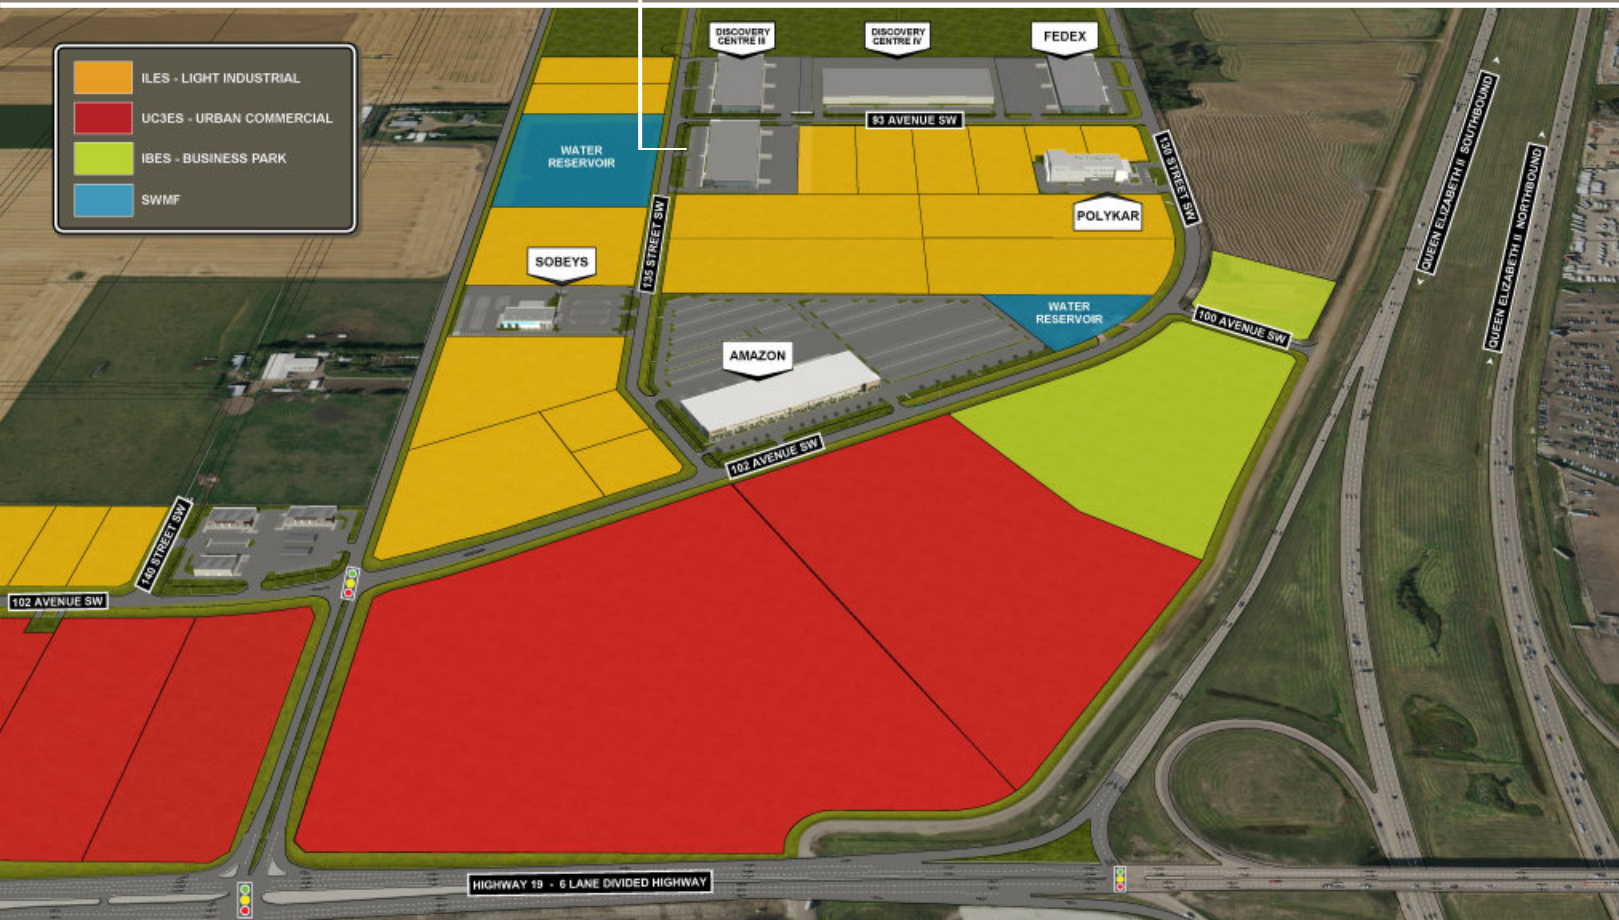 ILES - LIGHT INDUSTRIAL
UC3ES - URBAN COMMERCIAL
IBES - BUSINESS PARK
SWMF
DISCOVERY
CENTRE III
DISCOVERY
CENTRE IV
FEDEX
93 AVENUE SW
WATER
RESERVOIR
130 STREET SW
POLYKAR
135 STREET SW
SOBEYS
QUEEN ELIZABETH II SOUTHBOUND
QUEEN ELIZABETH II NORTHBOUND
WATER
RESERVOIR
100 AVENUE SW
AMAZON
102 AVENUE SW
140 STREET SW
102 AVENUE SW
HIGHWAY 19 - 6 LANE DIVIDED HIGHWAY